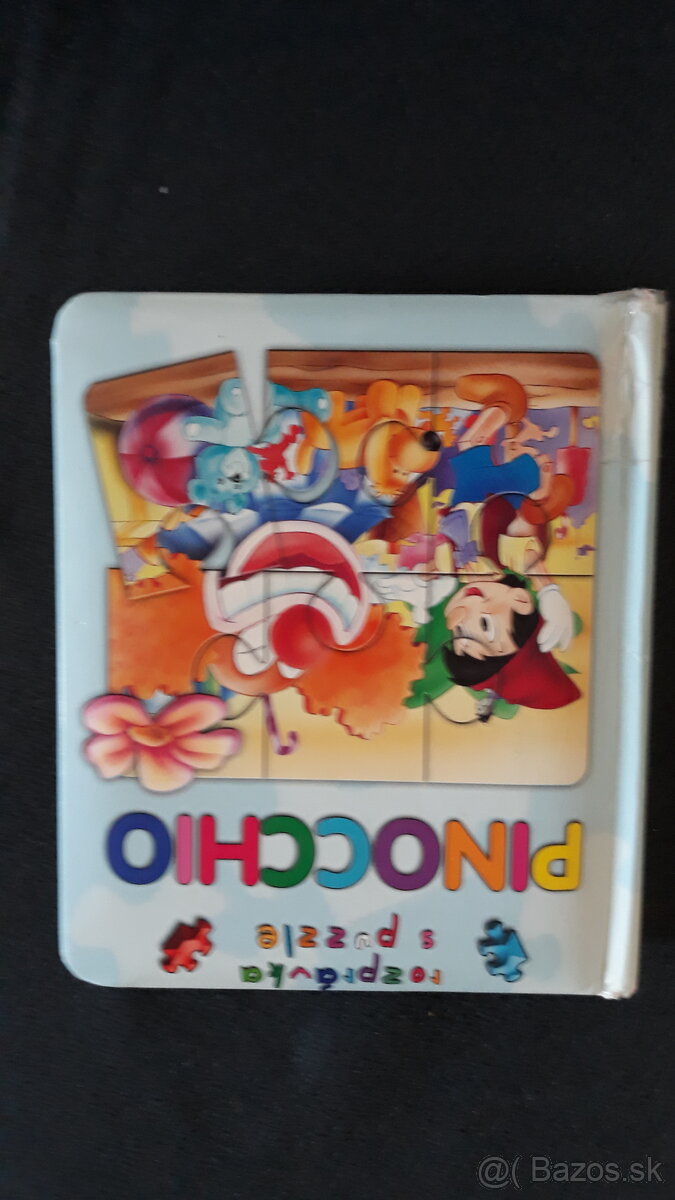 rozprávka
s puzzle
PINOCCHIO
@( Bazos.sk